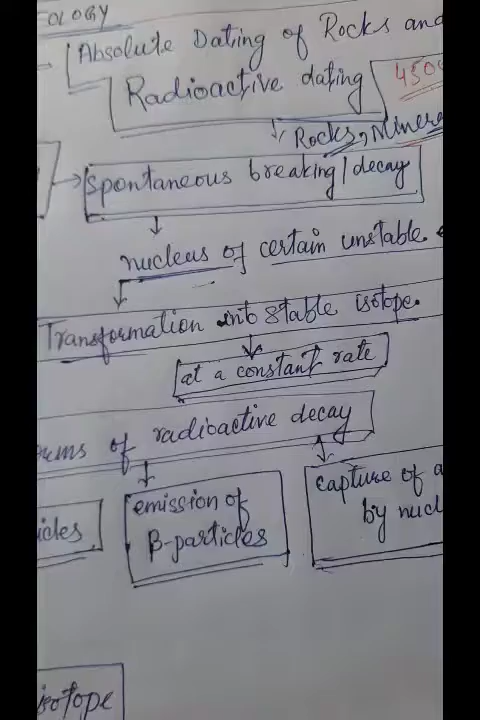 OLOGY
Absolute Dating of Rocks and
Radioactive dating
450
Rocks, Minera
Spontaneous breaking/decay
nucleus of certain unstable
Transformation into stable isotope.
at a constant rate
rms of radioactive decay
icles
emission of
β-particles
capture of a
by nucl
isotope